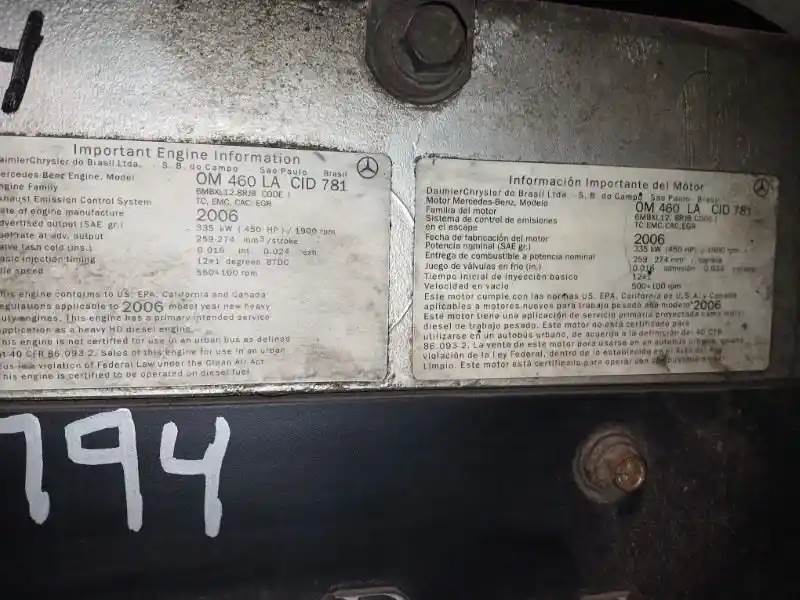 4
Important Engine Information
DaimlerChrysler do Brasil Ltda. - S. B. do Campo Sao Paulo Brasil
Mercedes-Benz Engine, Model OM 460 LA CID 781
Engine Family 6MBXL12.8RJB CODE 1
Exhaust Emission Control System TC, EMC, CAC, EGR
Date of engine manufacture 2006
Advertised output (SAE gr.) 335 kW (450 HP) / 1900 rpm
at adv. output 259-274 mm³/stroke
Valve lash cold (ins.) 0.016 int. 0.024 exh
Basic injection timing 12±1 degrees BTDC
Idle speed 550±100 rpm
This engine conforms to US. EPA, California and Canada
regulations applicable to 2006 model year new heavy
duty engines. This engine has a primary intended service
application as a heavy HD diesel engine.
This engine is not certified for use in an urban bus as defined
at 40 CFR 86.093 2. Sales of this engine for use in an urban
bus is a violation of Federal Law under the Clean Air Act
This engine is certified to be operated on diesel fuel
Información Importante del Motor
DaimlerChrysler do Brasil Ltda. - S. B. do Campo Sao Paulo Brasil
Motor Mercedes-Benz, Modelo OM 460 LA CID 781
Familia del motor 6MBXL12.8RJB CODE 1
Sistema de control de emisiones TC, EMC, CAC, EGR
en el escape
Fecha de fabricación del motor 2006
Potencia nominal (SAE gr.) 335 kW (450 HP) / 1900 rpm
Entrega de combustible a potencia nominal 259 274 mm³
Juego de válvulas en frio (in.) 0.016 admisión 0.024
Tiempo inicial de inyección basico 12±1
Velocidad en vacío 500±100 rpm
Este motor cumple con las normas US. EPA, California de U.S.A. y Canada
aplicables a motores nuevos para trabajo pesado año modelo 2006
Este motor tiene una aplicación de servicio primaria proyectada como motor
diesel de trabajo pesado. Este motor no está certificado para
utilizarse en un autobús urbano, de acuerdo a la definición del 40 CFR
86.093 2. La venta de este motor para usarse en un autobus urbano, es una
violación de la Ley Federal, dentro de lo establecido en el Acta del Aire
Limpio. Este motor está certificado para operar con combustible diesel
794